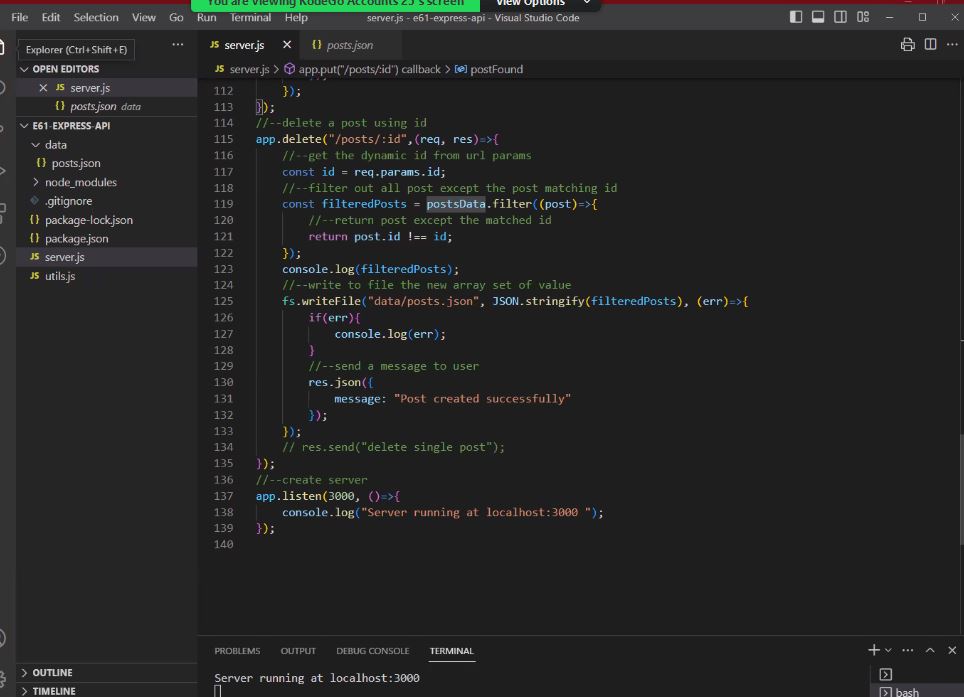 You are viewing KodeGo Accounts 25's screen View Options
File Edit Selection View Go Run Terminal Help server.js - e61-express-api - Visual Studio Code
Explorer (Ctrl+Shift+E)
OPEN EDITORS
JS server.js
{} posts.json data
E61-EXPRESS-API
data
{} posts.json
node_modules
.gitignore
{} package-lock.json
{} package.json
JS server.js
JS utils.js
OUTLINE
TIMELINE
JS server.js {} posts.json
JS server.js > app.put("/posts/:id") callback > postFound
112 });
113 });
114 //--delete a post using id
115 app.delete("/posts/:id",(req, res)=>{
116 //--get the dynamic id from url params
117 const id = req.params.id;
118 //--filter out all post except the post matching id
119 const filteredPosts = postsData.filter((post)=>{
120 //--return post except the matched id
121 return post.id !== id;
122 });
123 console.log(filteredPosts);
124 //--write to file the new array set of value
125 fs.writeFile("data/posts.json", JSON.stringify(filteredPosts), (err)=>{
126 if(err){
127 console.log(err);
128 }
129 //--send a message to user
130 res.json({
131 message: "Post created successfully"
132 });
133 });
134 // res.send("delete single post");
135 });
136 //--create server
137 app.listen(3000, ()=>{
138 console.log("Server running at localhost:3000 ");
139 });
140
PROBLEMS OUTPUT DEBUG CONSOLE TERMINAL
Server running at localhost:3000
bash